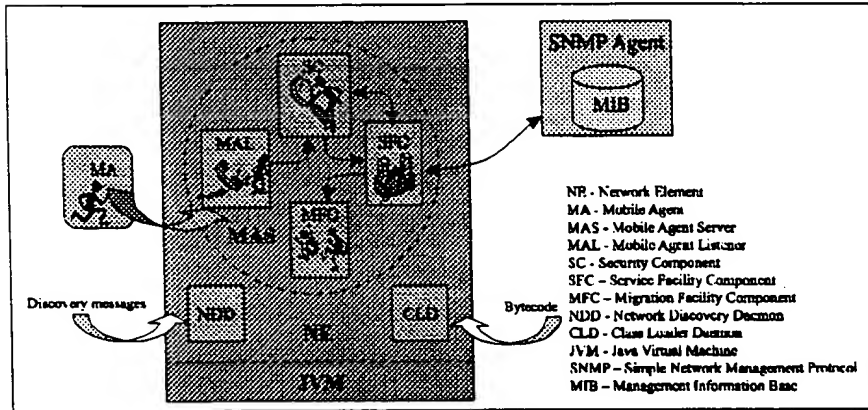 SC
SNMP Agent
MIB
MAL
SFC
MA
MFC
MAS
NDD
CLD
NE
JVM
Discovery messages
Bytecode
NE - Network Element
MA - Mobile Agent
MAS - Mobile Agent Server
MAL - Mobile Agent Listener
SC - Security Component
SFC – Service Facility Component
MFC – Migration Facility Component
NDD - Network Discovery Daemon
CLD - Class Loader Daemon
JVM - Java Virtual Machine
SNMP – Simple Network Management Protocol
MIB – Management Information Base